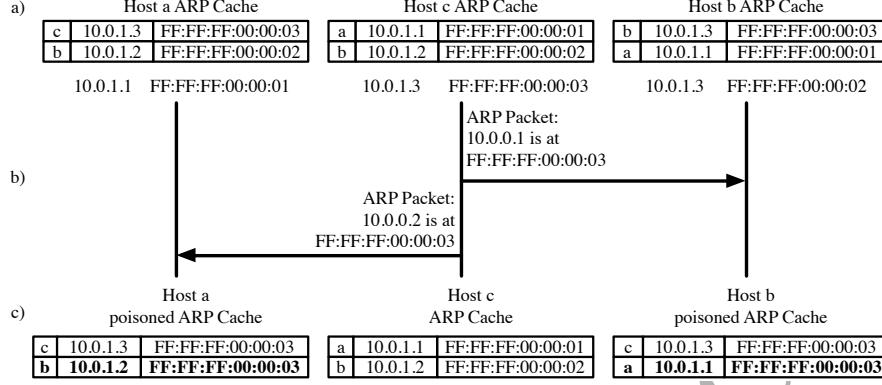 a)
Host a ARP Cache
Host c ARP Cache
Host b ARP Cache
c 10.0.1.3 FF:FF:FF:00:00:03
b 10.0.1.2 FF:FF:FF:00:00:02
a 10.0.1.1 FF:FF:FF:00:00:01
b 10.0.1.2 FF:FF:FF:00:00:02
b 10.0.1.3 FF:FF:FF:00:00:03
a 10.0.1.1 FF:FF:FF:00:00:01
10.0.1.1 FF:FF:FF:00:00:01
10.0.1.3 FF:FF:FF:00:00:03
10.0.1.3 FF:FF:FF:00:00:02
b)
ARP Packet:
10.0.0.1 is at
FF:FF:FF:00:00:03
ARP Packet:
10.0.0.2 is at
FF:FF:FF:00:00:03
c)
Host a
poisoned ARP Cache
Host c
ARP Cache
Host b
poisoned ARP Cache
c 10.0.1.3 FF:FF:FF:00:00:03
b 10.0.1.2 FF:FF:FF:00:00:03
a 10.0.1.1 FF:FF:FF:00:00:01
b 10.0.1.2 FF:FF:FF:00:00:02
c 10.0.1.3 FF:FF:FF:00:00:03
a 10.0.1.1 FF:FF:FF:00:00:03